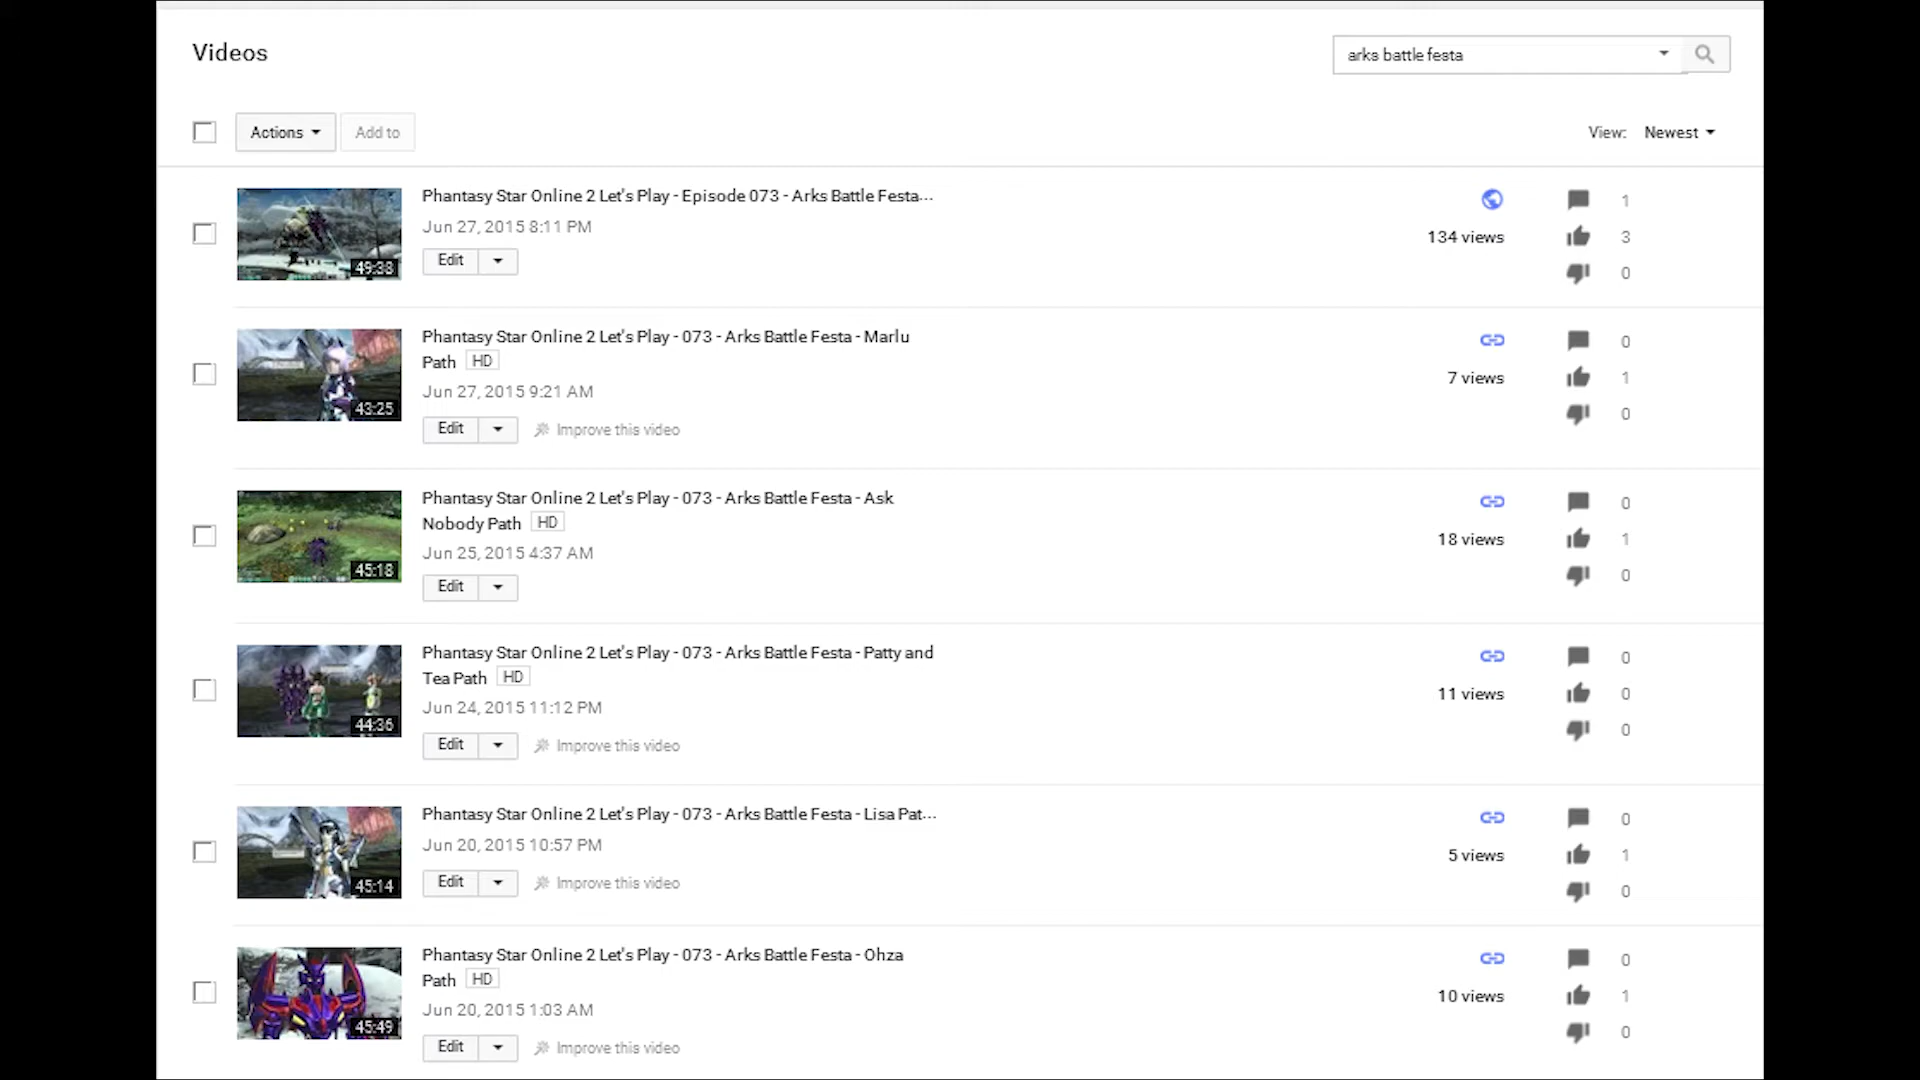 Videos
arks battle festa
Actions
Add to
View: Newest
Phantasy Star Online 2 Let's Play - Episode 073 - Arks Battle Festa...
1
Jun 27, 2015 8:11 PM
134 views
3
Edit
49:38
0
Phantasy Star Online 2 Let's Play - 073 - Arks Battle Festa - Marlu
0
Path HD
7 views
1
Jun 27, 2015 9:21 AM
43:25
0
Edit
Improve this video
Phantasy Star Online 2 Let's Play - 073 - Arks Battle Festa - Ask
0
Nobody Path HD
18 views
1
Jun 25, 2015 4:37 AM
45:18
0
Edit
Phantasy Star Online 2 Let's Play - 073 - Arks Battle Festa - Patty and
0
Tea Path HD
11 views
0
Jun 24, 2015 11:12 PM
44:36
0
Edit
Improve this video
Phantasy Star Online 2 Let's Play - 073 - Arks Battle Festa - Lisa Pat...
0
Jun 20, 2015 10:57 PM
5 views
1
45:14
Edit
Improve this video
0
Phantasy Star Online 2 Let's Play - 073 - Arks Battle Festa - Ohza
0
Path HD
10 views
1
Jun 20, 2015 1:03 AM
45:49
0
Edit
Improve this video